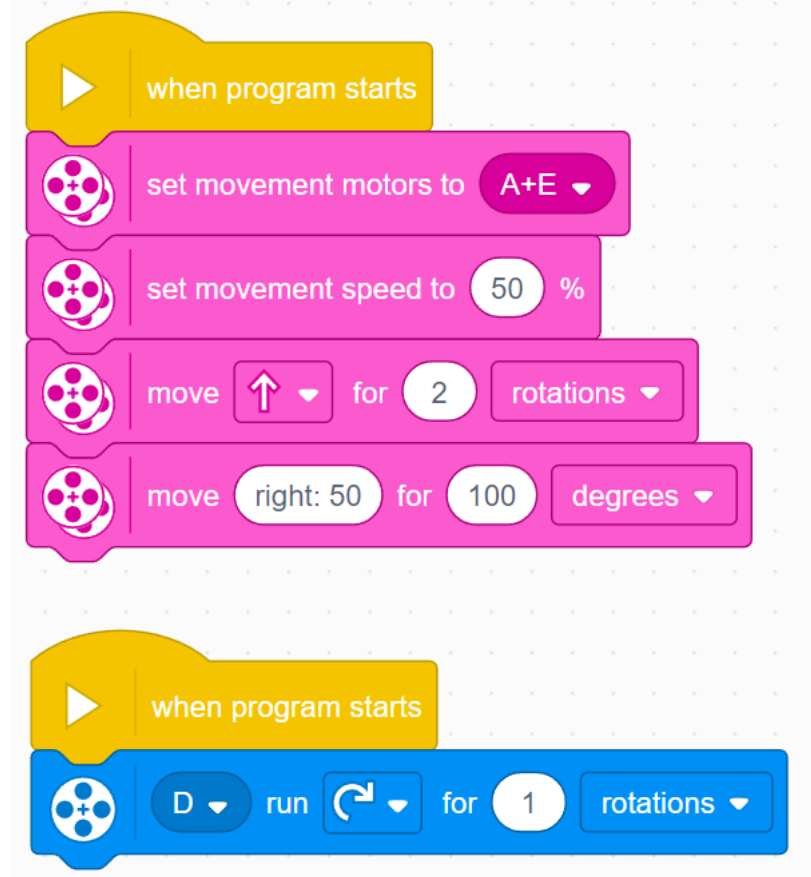 when program starts
set movement motors to A+E
set movement speed to 50 %
move for 2 rotations
move right: 50 for 100 degrees
when program starts
D run for 1 rotations